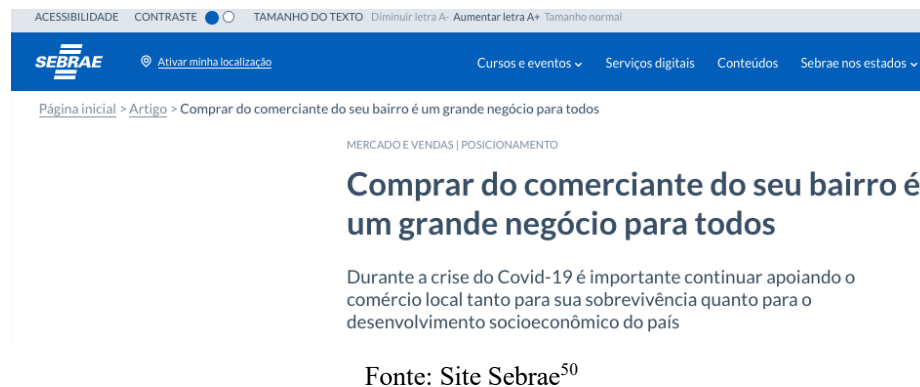 ACESSIBILIDADE CONTRASTE TAMANHO DO TEXTO Diminuir letra A- Aumentar letra A+ Tamanho normal
SEBRAE Ativar minha localização Cursos e eventos Serviços digitais Conteúdos Sebrae nos estados
Página inicial > Artigo > Comprar do comerciante do seu bairro é um grande negócio para todos
MERCADO E VENDAS | POSICIONAMENTO
Comprar do comerciante do seu bairro é
um grande negócio para todos
Durante a crise do Covid-19 é importante continuar apoiando o
comércio local tanto para sua sobrevivência quanto para o
desenvolvimento socioeconômico do país
Fonte: Site Sebrae50